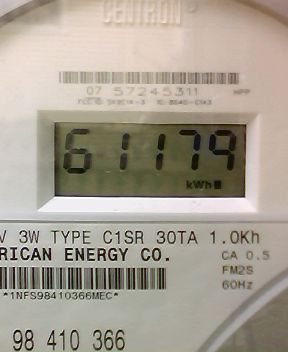 CENTRON®
07 57245311
61179
kWh
V 3W TYPE C1SR 30TA 1.0Kh
RICAN ENERGY CO. CA 0.5
FM2S
60Hz
*1NFS98410366MEC*
98 410 366